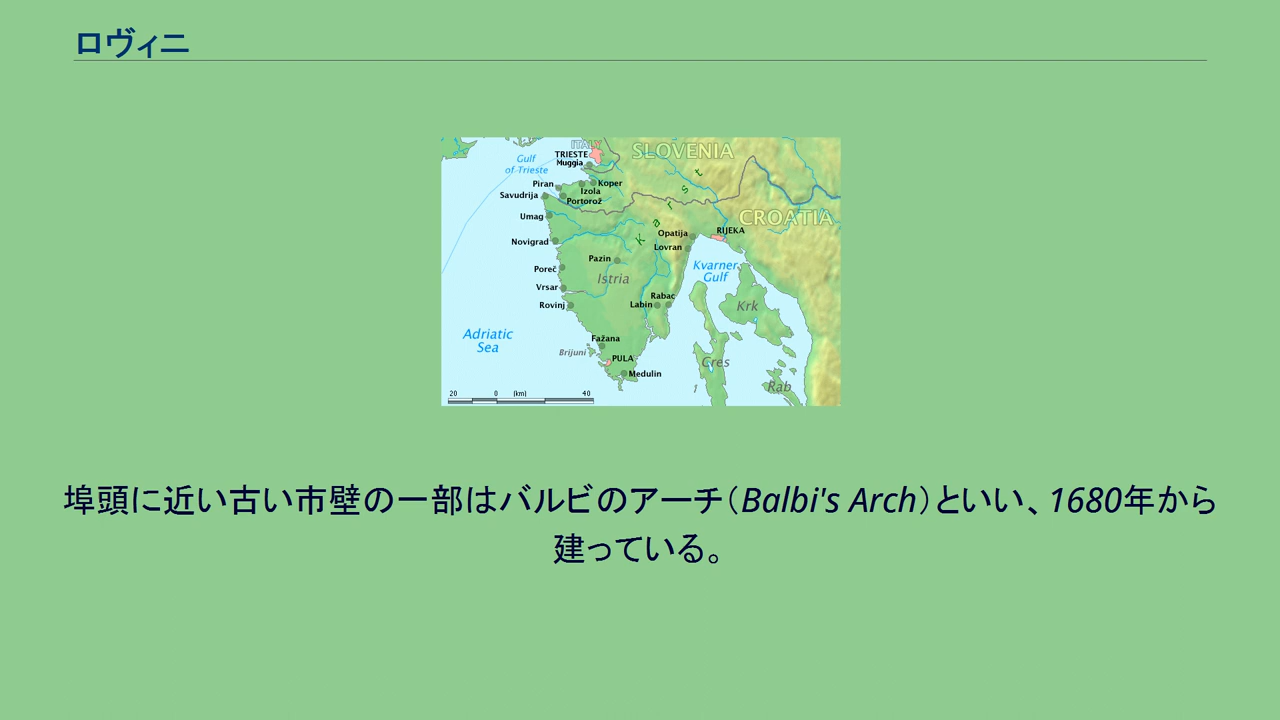 ロヴィニ
ITALY
SLOVENIA
TRIESTE
Muggia
Gulf
of Trieste
Piran
Koper
Izola
Savudrija
Portorož
Karst
Umag
CROATIA
Opatija
RIJEKA
Novigrad
Lovran
Pazin
Kvarner
Gulf
Poreč
Istria
Vrsar
Rabac
Rovinj
Labin
Krk
Adriatic
Sea
Fažana
Brijuni
PULA
Cres
Medulin
Rab
20 0 (km) 40
埠頭に近い古い市壁の一部はバルビのアーチ（Balbi's Arch）といい、1680年から
建っている。